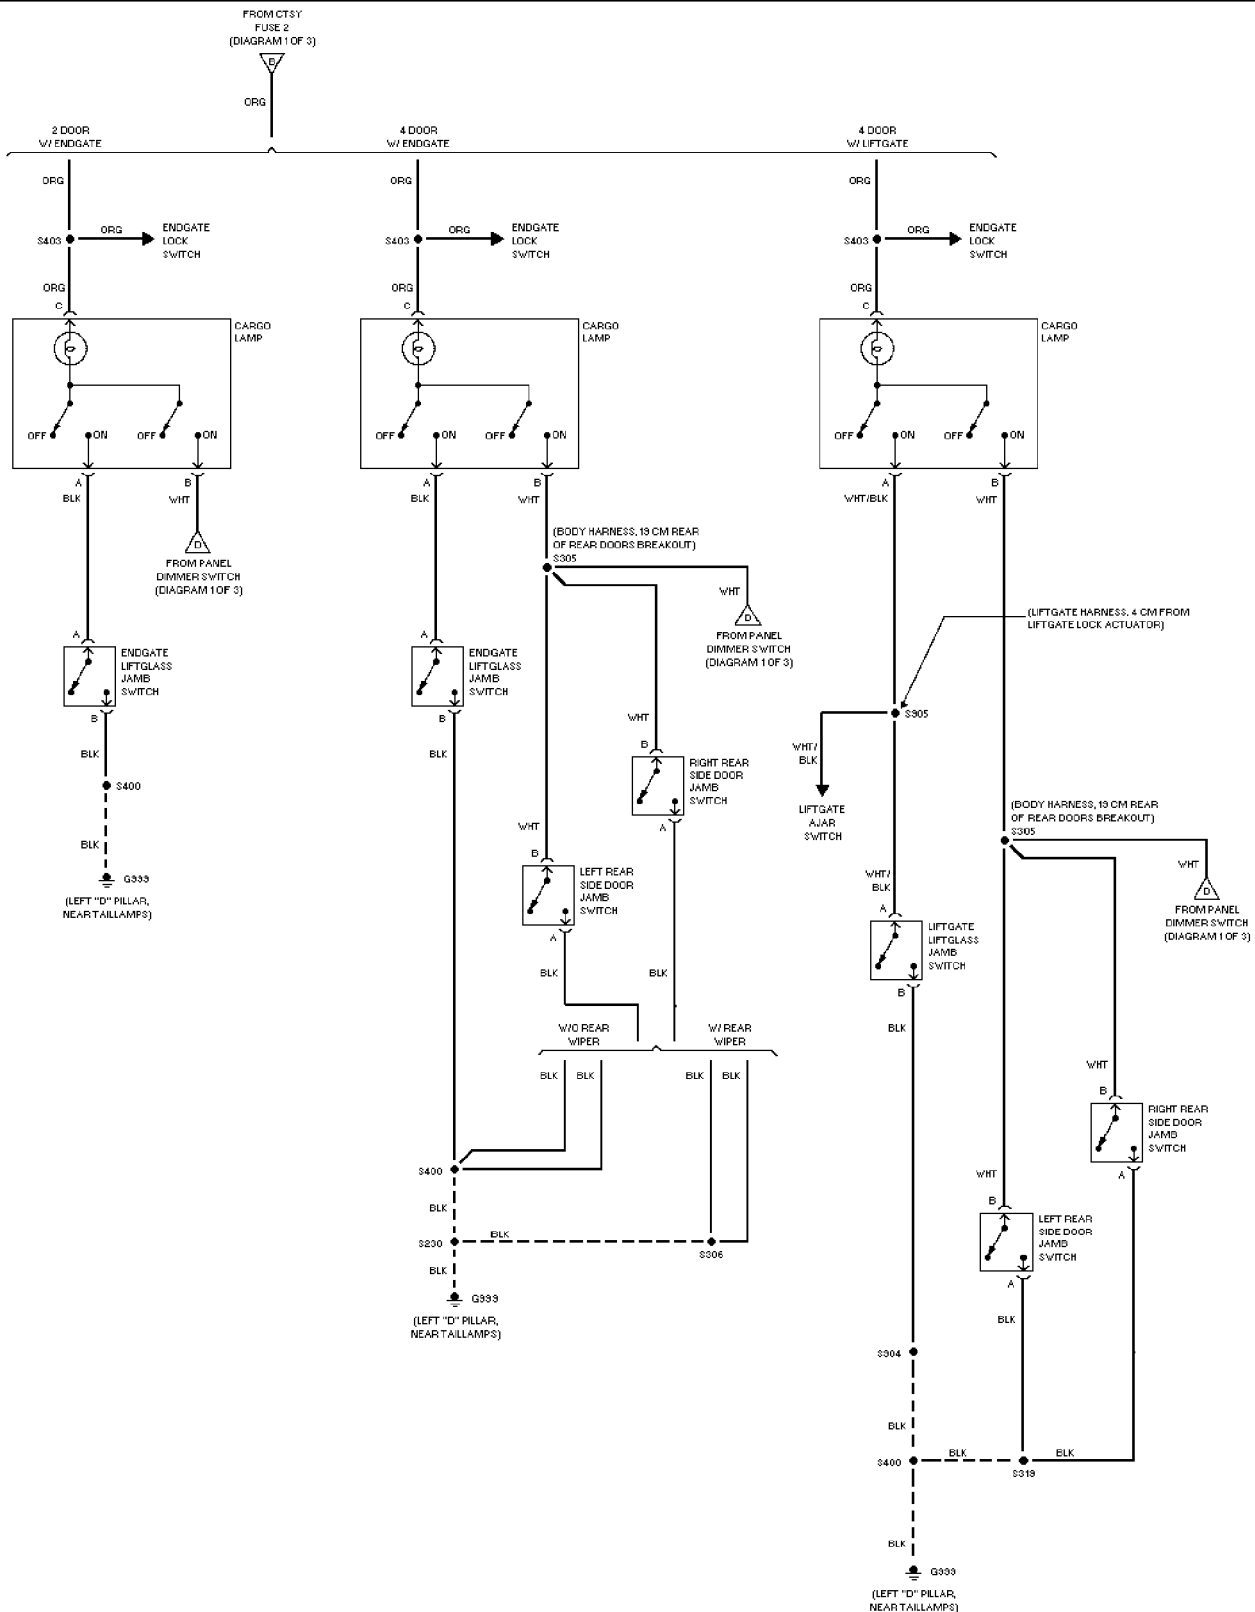 FROM CTSY
FUSE 2
(DIAGRAM 1 OF 3)
B
ORG
2 DOOR
W/ ENDGATE
ORG
S403
ORG
ENDGATE
LOCK
SWITCH
ORG
C
CARGO
LAMP
OFF
ON
OFF
ON
A
B
BLK
WHT
D
FROM PANEL
DIMMER SWITCH
(DIAGRAM 1 OF 3)
A
ENDGATE
LIFTGLASS
JAMB
SWITCH
B
BLK
S400
BLK
G999
(LEFT "D" PILLAR,
NEAR TAILLAMPS)
4 DOOR
W/ ENDGATE
ORG
S403
ORG
ENDGATE
LOCK
SWITCH
ORG
C
CARGO
LAMP
OFF
ON
OFF
ON
A
B
BLK
WHT
(BODY HARNESS, 19 CM REAR
OF REAR DOORS BREAKOUT)
S305
WHT
D
FROM PANEL
DIMMER SWITCH
(DIAGRAM 1 OF 3)
A
ENDGATE
LIFTGLASS
JAMB
SWITCH
B
BLK
WHT
B
RIGHT REAR
SIDE DOOR
JAMB
SWITCH
A
WHT
B
LEFT REAR
SIDE DOOR
JAMB
SWITCH
A
BLK
BLK
W/O REAR
WIPER
W/ REAR
WIPER
BLK
BLK
BLK
BLK
S400
BLK
S230
BLK
S306
BLK
G999
(LEFT "D" PILLAR,
NEAR TAILLAMPS)
4 DOOR
W/ LIFTGATE
ORG
S403
ORG
ENDGATE
LOCK
SWITCH
ORG
C
CARGO
LAMP
OFF
ON
OFF
ON
A
B
WHT/BLK
WHT
(LIFTGATE HARNESS, 4 CM FROM
LIFTGATE LOCK ACTUATOR)
S905
WHT/
BLK
LIFTGATE
AJAR
SWITCH
(BODY HARNESS, 19 CM REAR
OF REAR DOORS BREAKOUT)
S305
WHT
D
FROM PANEL
DIMMER SWITCH
(DIAGRAM 1 OF 3)
WHT/
BLK
A
LIFTGATE
LIFTGLASS
JAMB
SWITCH
B
BLK
WHT
B
RIGHT REAR
SIDE DOOR
JAMB
SWITCH
A
WHT
B
LEFT REAR
SIDE DOOR
JAMB
SWITCH
A
BLK
S904
BLK
S400
BLK
S319
BLK
BLK
G999
(LEFT "D" PILLAR,
NEAR TAILLAMPS)